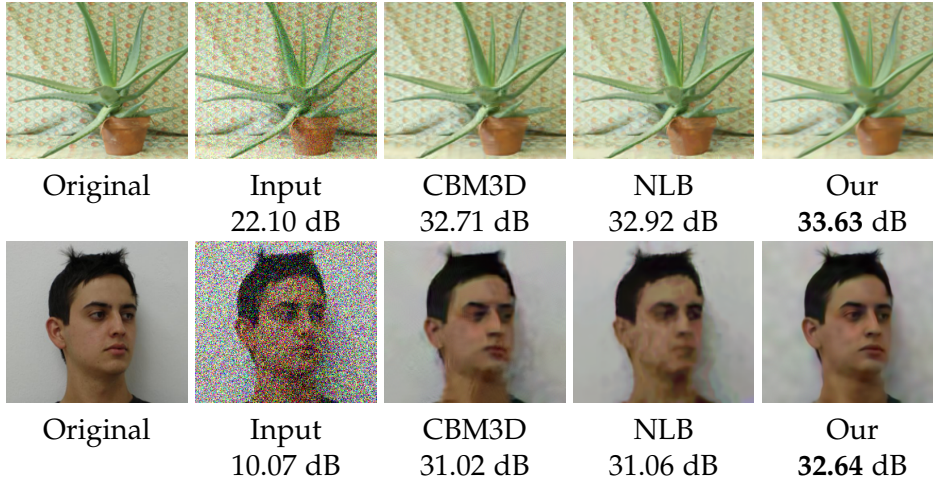 Original Input CBM3D NLB Our
22.10 dB 32.71 dB 32.92 dB 33.63 dB
Original Input CBM3D NLB Our
10.07 dB 31.02 dB 31.06 dB 32.64 dB